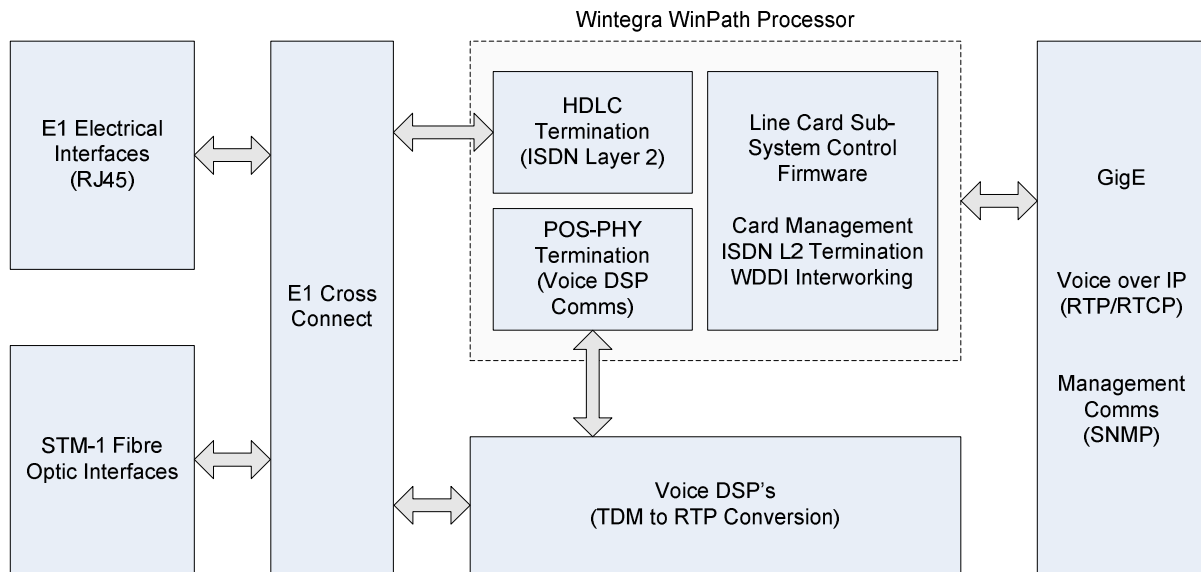 Wintegra WinPath Processor
E1 Electrical
Interfaces
(RJ45)
STM-1 Fibre
Optic Interfaces
E1 Cross
Connect
HDLC
Termination
(ISDN Layer 2)
POS-PHY
Termination
(Voice DSP
Comms)
Line Card Sub-
System Control
Firmware
Card Management
ISDN L2 Termination
WDDI Interworking
Voice DSP's
(TDM to RTP Conversion)
GigE
Voice over IP
(RTP/RTCP)
Management
Comms
(SNMP)